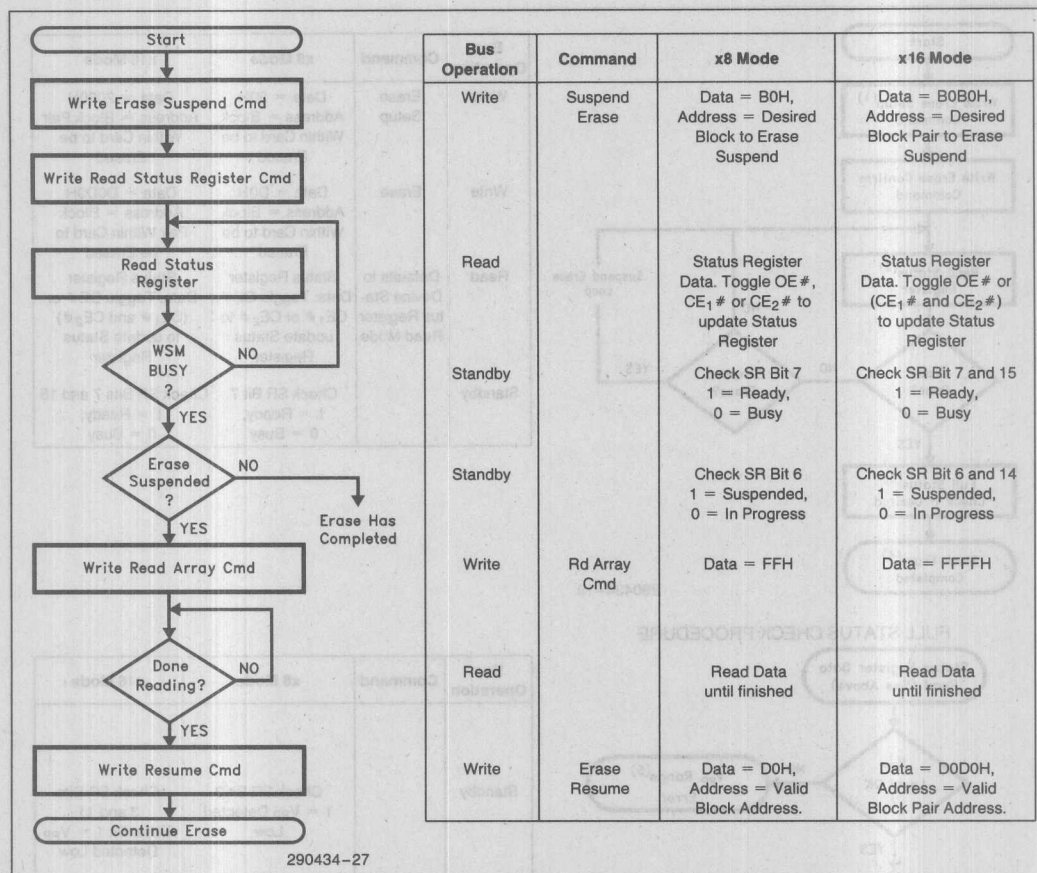 Start
Write Erase Suspend Cmd
Write Read Status Register Cmd
Read Status
Register
WSM
BUSY
?
NO
YES
Erase
Suspended
?
NO
Erase Has
Completed
YES
Write Read Array Cmd
Done
Reading?
NO
YES
Write Resume Cmd
Continue Erase
290434-27
Bus
Operation
Command
x8 Mode
x16 Mode
Write
Suspend
Erase
Data = B0H,
Address = Desired
Block to Erase
Suspend
Data = B0B0H,
Address = Desired
Block Pair to Erase
Suspend
Read
Status Register
Data. Toggle OE#,
CE1# or CE2# to
update Status
Register
Status Register
Data. Toggle OE# or
(CE1# and CE2#)
to update Status
Register
Standby
Check SR Bit 7
1 = Ready,
0 = Busy
Check SR Bit 7 and 15
1 = Ready,
0 = Busy
Standby
Check SR Bit 6
1 = Suspended,
0 = In Progress
Check SR Bit 6 and 14
1 = Suspended,
0 = In Progress
Write
Rd Array
Cmd
Data = FFH
Data = FFFFH
Read
Read Data
until finished
Read Data
until finished
Write
Erase
Resume
Data = D0H,
Address = Valid
Block Address.
Data = D0D0H,
Address = Valid
Block Pair Address.